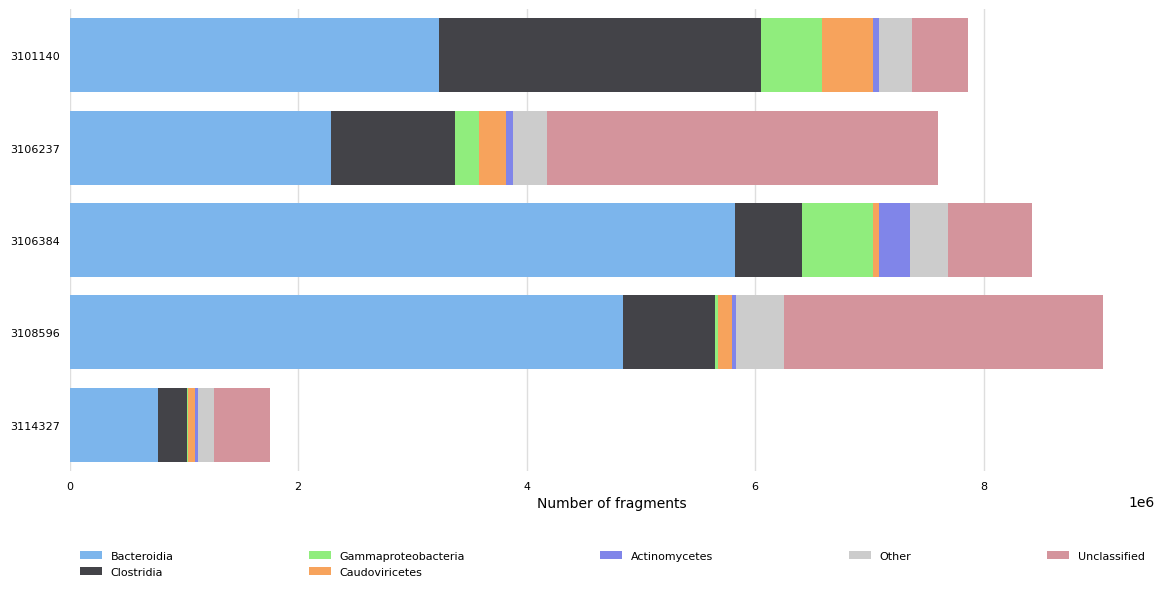 3101140
3106237
3106384
3108596
3114327
0 2 4 6 8
Number of fragments 1e6
Bacteroidia Gammaproteobacteria Actinomycetes Other Unclassified
Clostridia Caudoviricetes